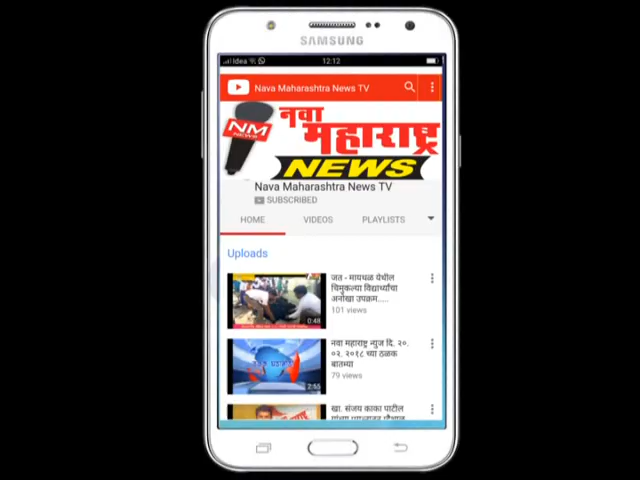 SAMSUNG
Idea
12:12
Nava Maharashtra News TV
नवा
NM
NEWS
महाराष्ट्र
NEWS
Nava Maharashtra News TV
SUBSCRIBED
HOME VIDEOS PLAYLISTS
Uploads
जत - मायथळ येथील
चिमुकल्या विद्यार्थ्यांचा
अनोखा उपक्रम.....
101 views
0:48
नवा महाराष्ट्र न्युज दि. २०.
०२. २०१८ च्या ठळक
बातम्या
79 views
2:55
खा. संजय काका पाटील